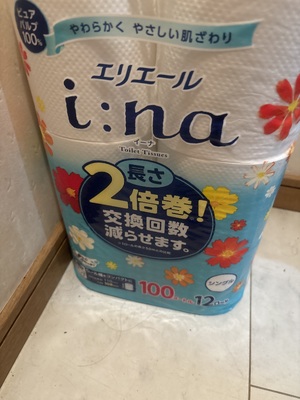 ピュア
パルプ
100%
やわらかく やさしい肌ざわり
エリエール
i:na
イーナ
Toilet Tissues
長さ
2倍巻!
交換回数
減らせます。
シングル
100
12